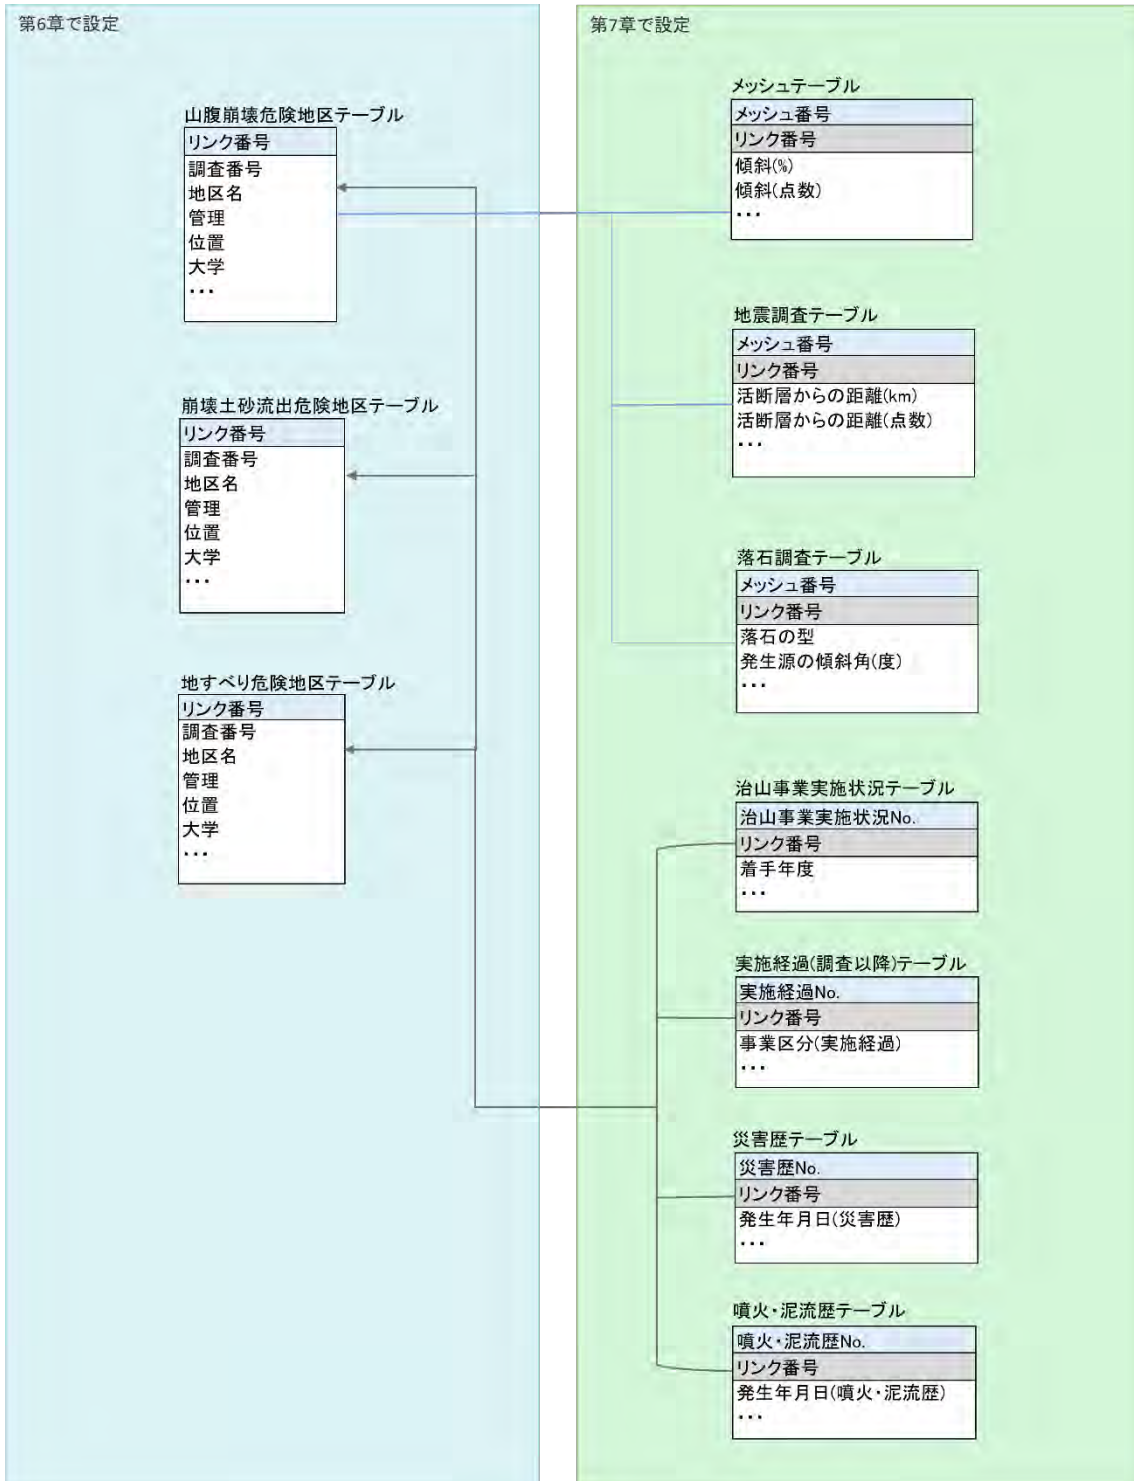 第6章で設定
山腹崩壊危険地区テーブル
リンク番号
調査番号
地区名
管理
位置
大学
・・・
崩壊土砂流出危険地区テーブル
リンク番号
調査番号
地区名
管理
位置
大学
・・・
地すべり危険地区テーブル
リンク番号
調査番号
地区名
管理
位置
大学
・・・
第7章で設定
メッシュテーブル
メッシュ番号
リンク番号
傾斜(%)
傾斜(点数)
・・・
地震調査テーブル
メッシュ番号
リンク番号
活断層からの距離(km)
活断層からの距離(点数)
・・・
落石調査テーブル
メッシュ番号
リンク番号
落石の型
発生源の傾斜角(度)
・・・
治山事業実施状況テーブル
治山事業実施状況No.
リンク番号
着手年度
・・・
実施経過(調査以降)テーブル
実施経過No.
リンク番号
事業区分(実施経過)
・・・
災害歴テーブル
災害歴No.
リンク番号
発生年月日(災害歴)
・・・
噴火・泥流歴テーブル
噴火・泥流歴No.
リンク番号
発生年月日(噴火・泥流歴)
・・・